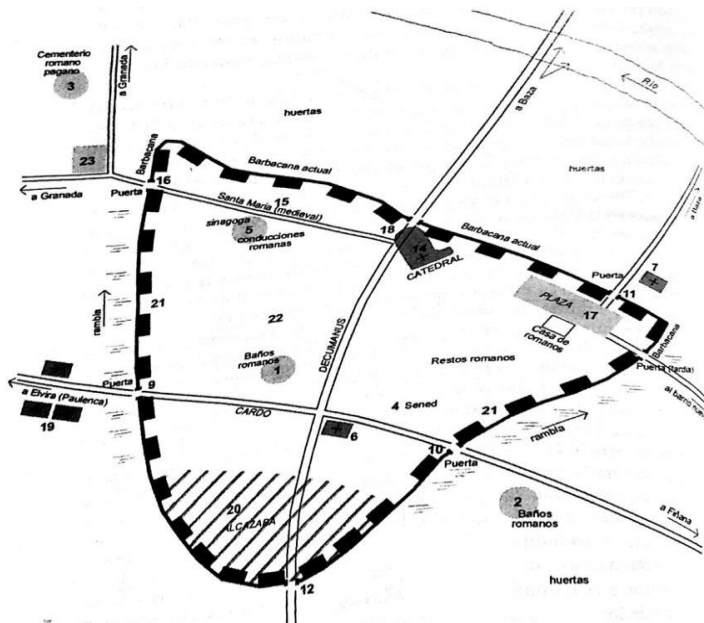 Cementerio
romano
pagano
3
a Granada
23
a Granada
Puerta
16
Barbacana
huertas
Barbacana actual
15
Santa María (medieval)
sinagoga
5
conducciones
romanas
18
14
CATEDRAL
a Baza
Río
huertas
Barbacana actual
a Baza
Puerta
7
11
PLAZA
17
Casa de
romanos
Barbacana
Puerta (tarda)
rambla
21
22
DECUMANUS
Restos romanos
Baños
romanos
1
Puerta
9
a Elvira (Paulenca)
19
CARDO
4 Sened
21
rambla
6
10
Puerta
2
Baños
romanos
a Fiñana
20
ALCAZABA
12
huertas